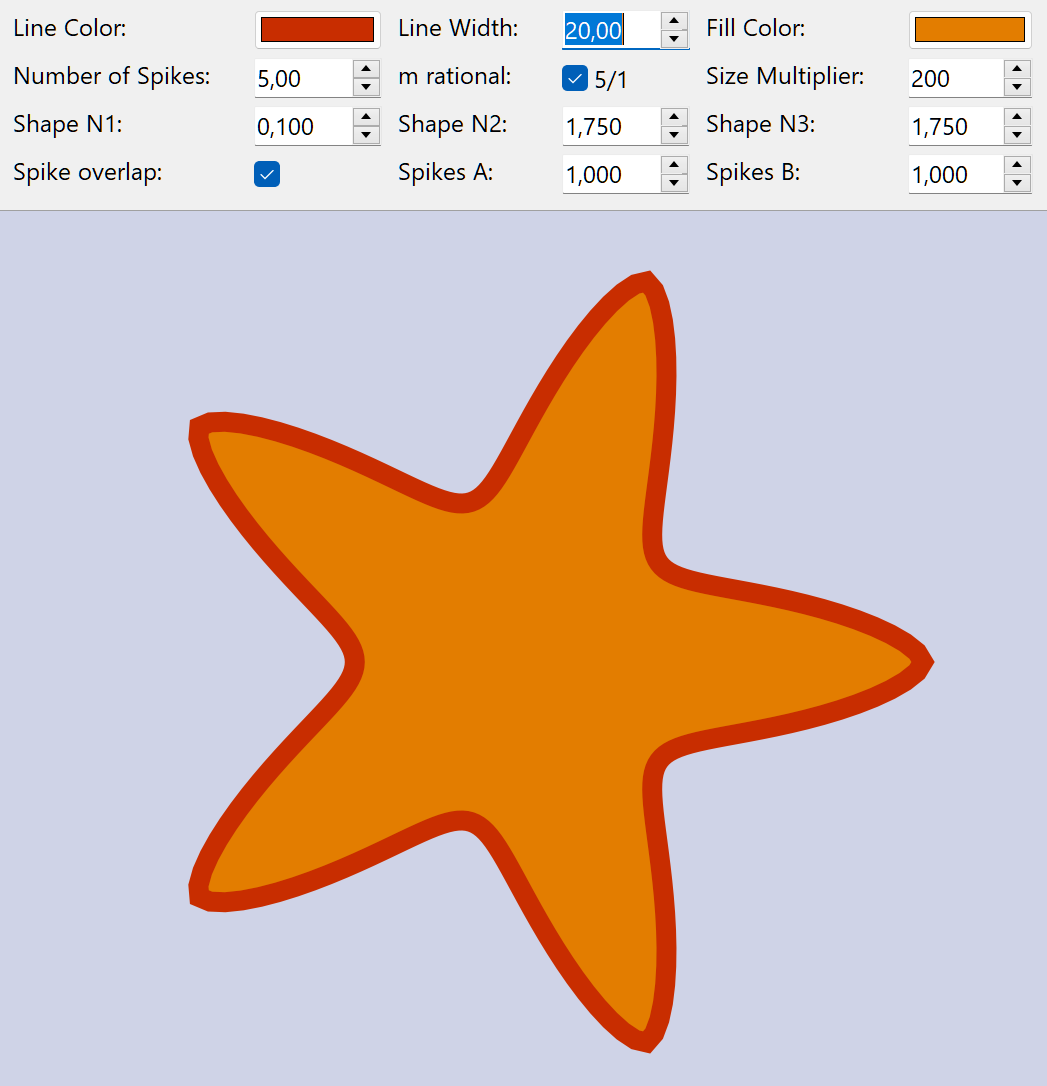 Line Color: Line Width: 20,00 Fill Color:
Number of Spikes: 5,00 m rational: 5/1 Size Multiplier: 200
Shape N1: 0,100 Shape N2: 1,750 Shape N3: 1,750
Spike overlap: Spikes A: 1,000 Spikes B: 1,000